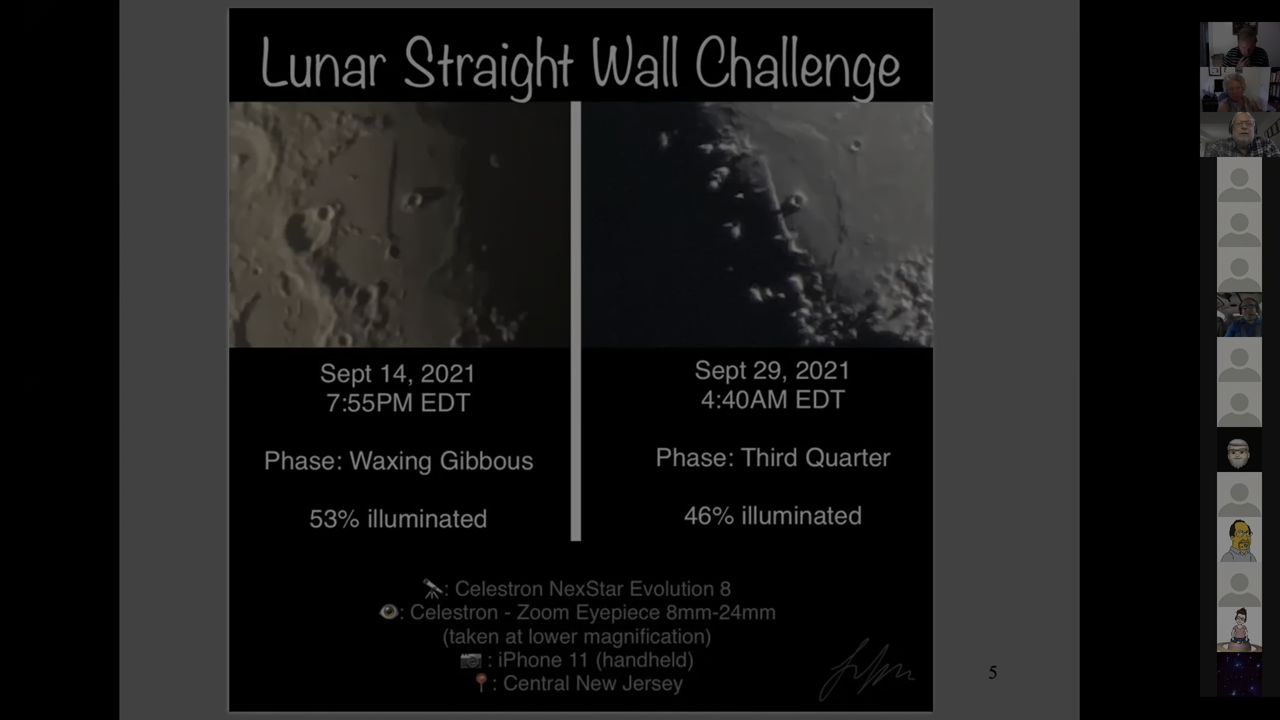 Lunar Straight Wall Challenge
Sept 14, 2021
7:55PM EDT
Phase: Waxing Gibbous
53% illuminated
Sept 29, 2021
4:40AM EDT
Phase: Third Quarter
46% illuminated
: Celestron NexStar Evolution 8
: Celestron - Zoom Eyepiece 8mm-24mm
(taken at lower magnification)
: iPhone 11 (handheld)
: Central New Jersey
5